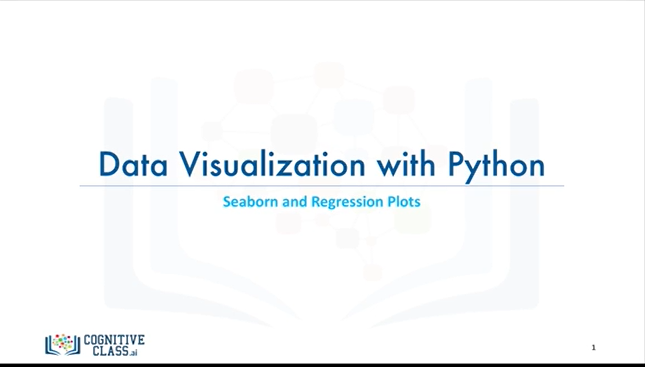 Data Visualization with Python
Seaborn and Regression Plots
COGNITIVE
CLASS.ai
1